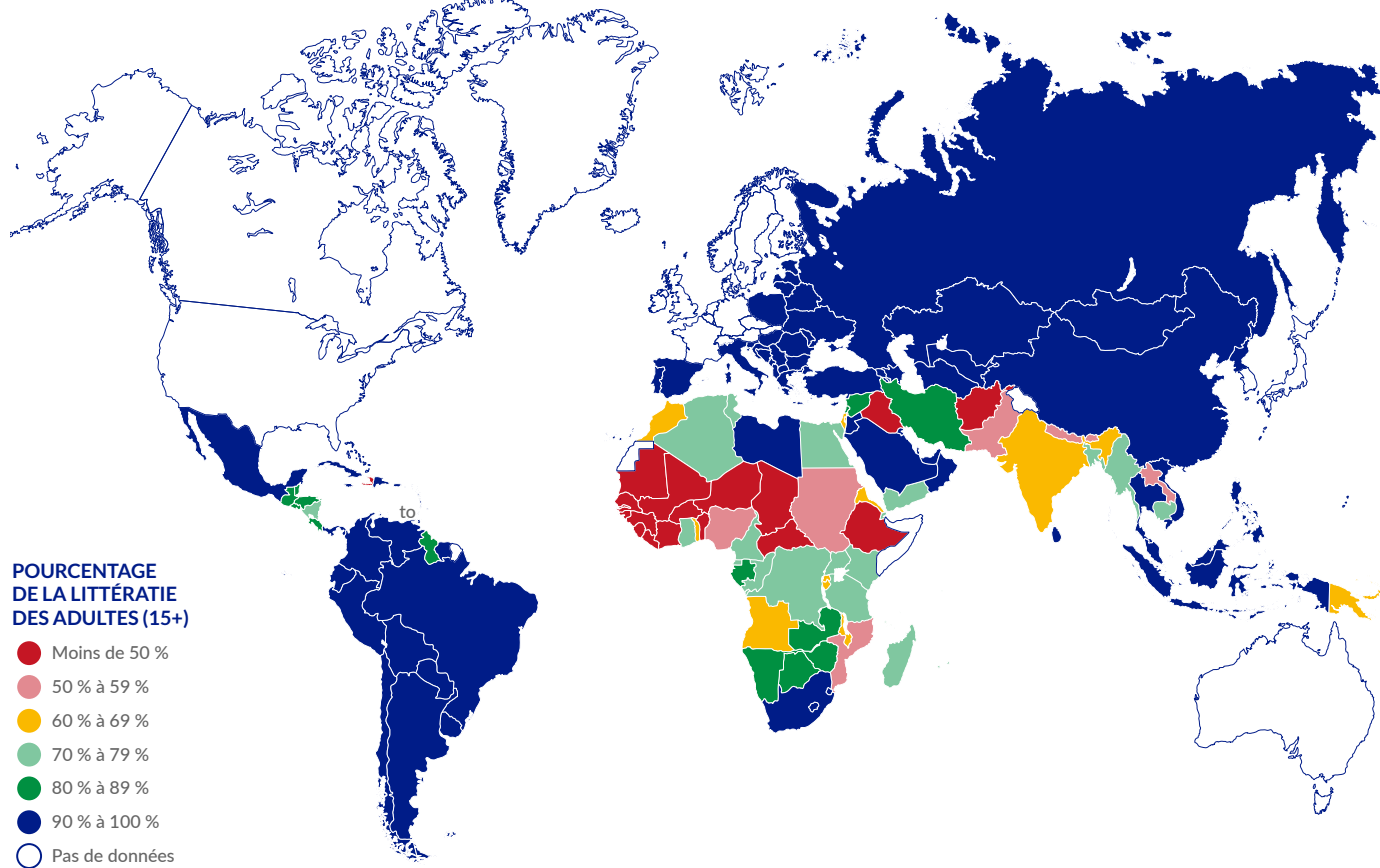 to
POURCENTAGE
DE LA LITTÉRATIE
DES ADULTES (15+)
Moins de 50 %
50 % à 59 %
60 % à 69 %
70 % à 79 %
80 % à 89 %
90 % à 100 %
Pas de données